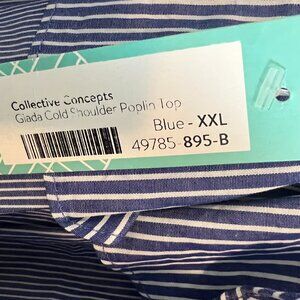 Collective Concepts
Giada Cold Shoulder Poplin Top
Blue - XXL
49785-895-B